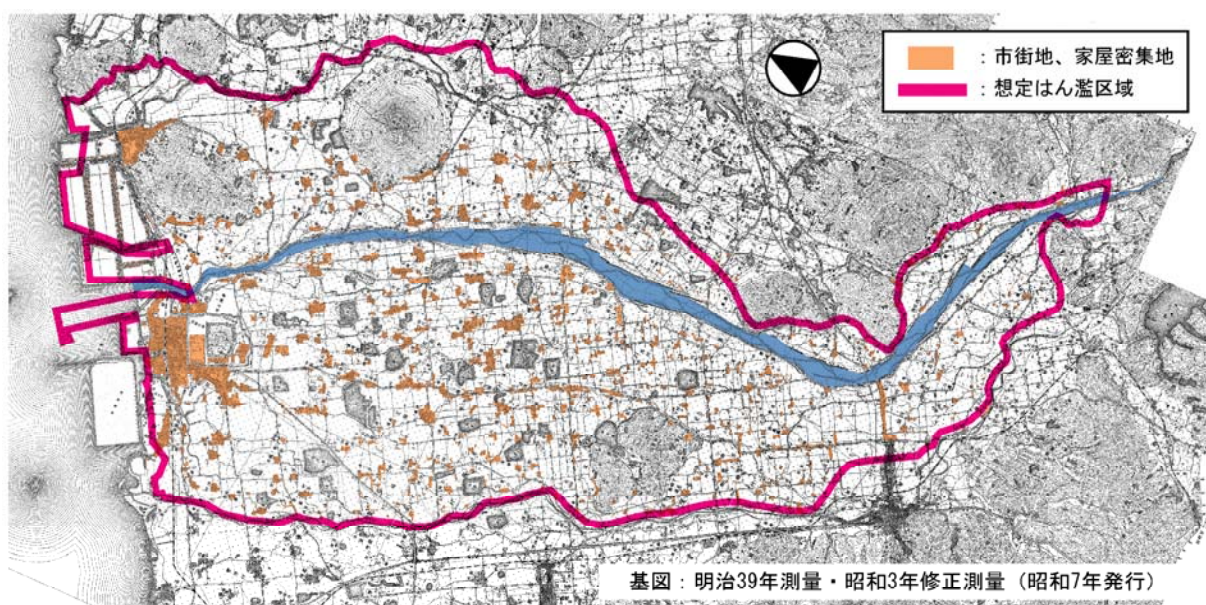 ：市街地、家屋密集地
：想定はん濫区域
基図：明治39年測量・昭和3年修正測量（昭和7年発行）